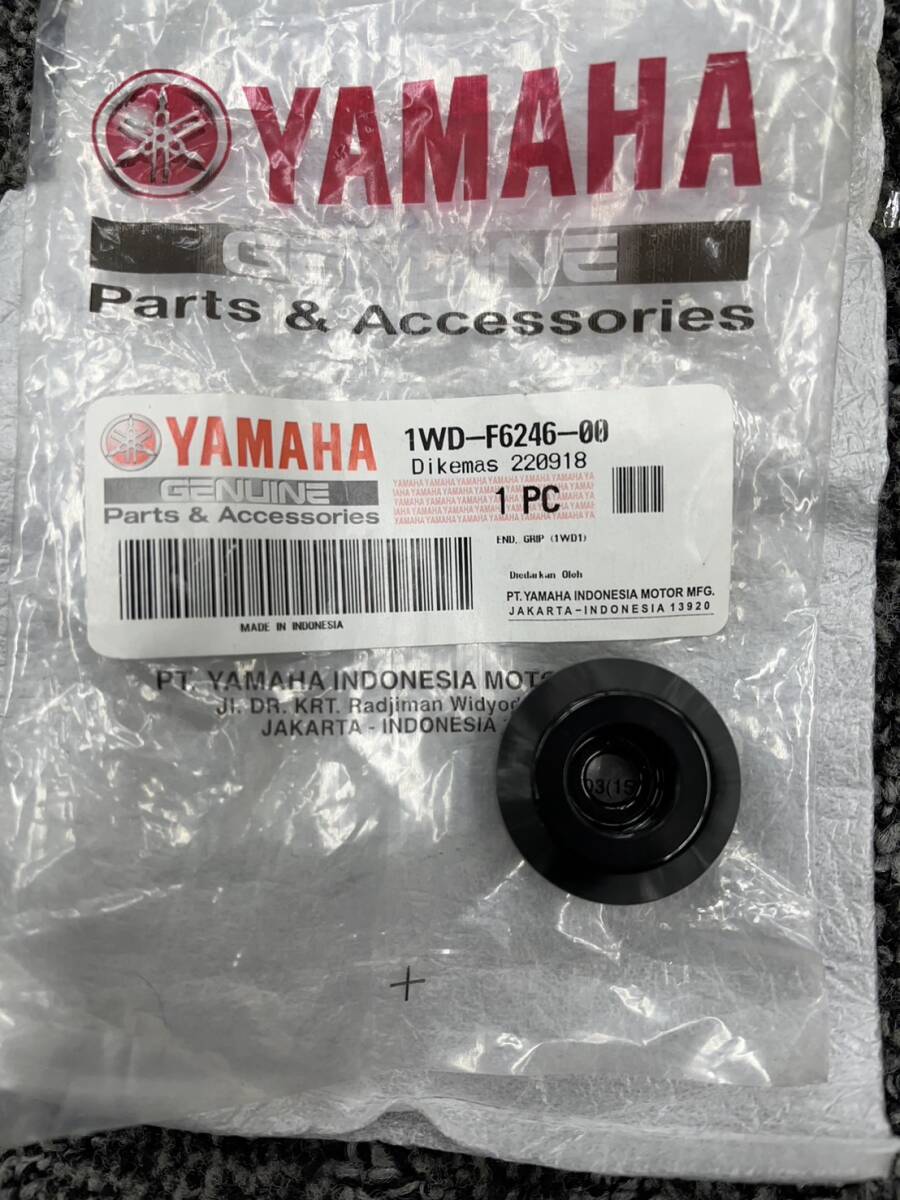 YAMAHA
GENUINE
Parts & Accessories
YAMAHA
GENUINE
Parts & Accessories
1WD-F6246-00
Dikemas 220918
1 PC
END, GRIP (1WD1)
Diedarkan Oleh
PT. YAMAHA INDONESIA MOTOR MFG.
JAKARTA-INDONESIA 13920
MADE IN INDONESIA
PT. YAMAHA INDONESIA MOT
Jl. DR. KRT. Radjiman Widyod
JAKARTA - INDONESIA
03(1S